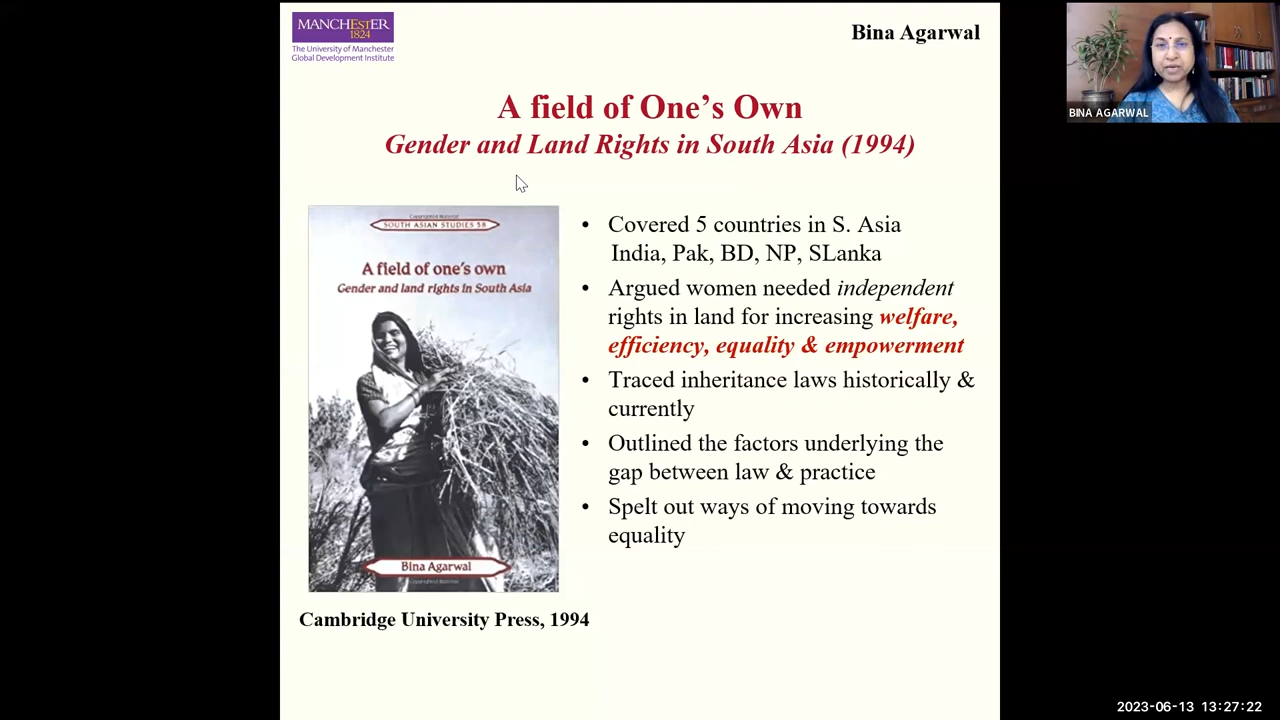 MANCHESTER
1824
The University of Manchester
Global Development Institute
Bina Agarwal
BINA AGARWAL
A field of One's Own
Gender and Land Rights in South Asia (1994)
Copyrighted Material
SOUTH ASIAN STUDIES 58
A field of one's own
Gender and land rights in South Asia
Bina Agarwal
Copyrighted Material
Cambridge University Press, 1994
• Covered 5 countries in S. Asia
India, Pak, BD, NP, SLanka
• Argued women needed independent
rights in land for increasing welfare,
efficiency, equality & empowerment
• Traced inheritance laws historically &
currently
• Outlined the factors underlying the
gap between law & practice
• Spelt out ways of moving towards
equality
2023-06-13 13:27:22